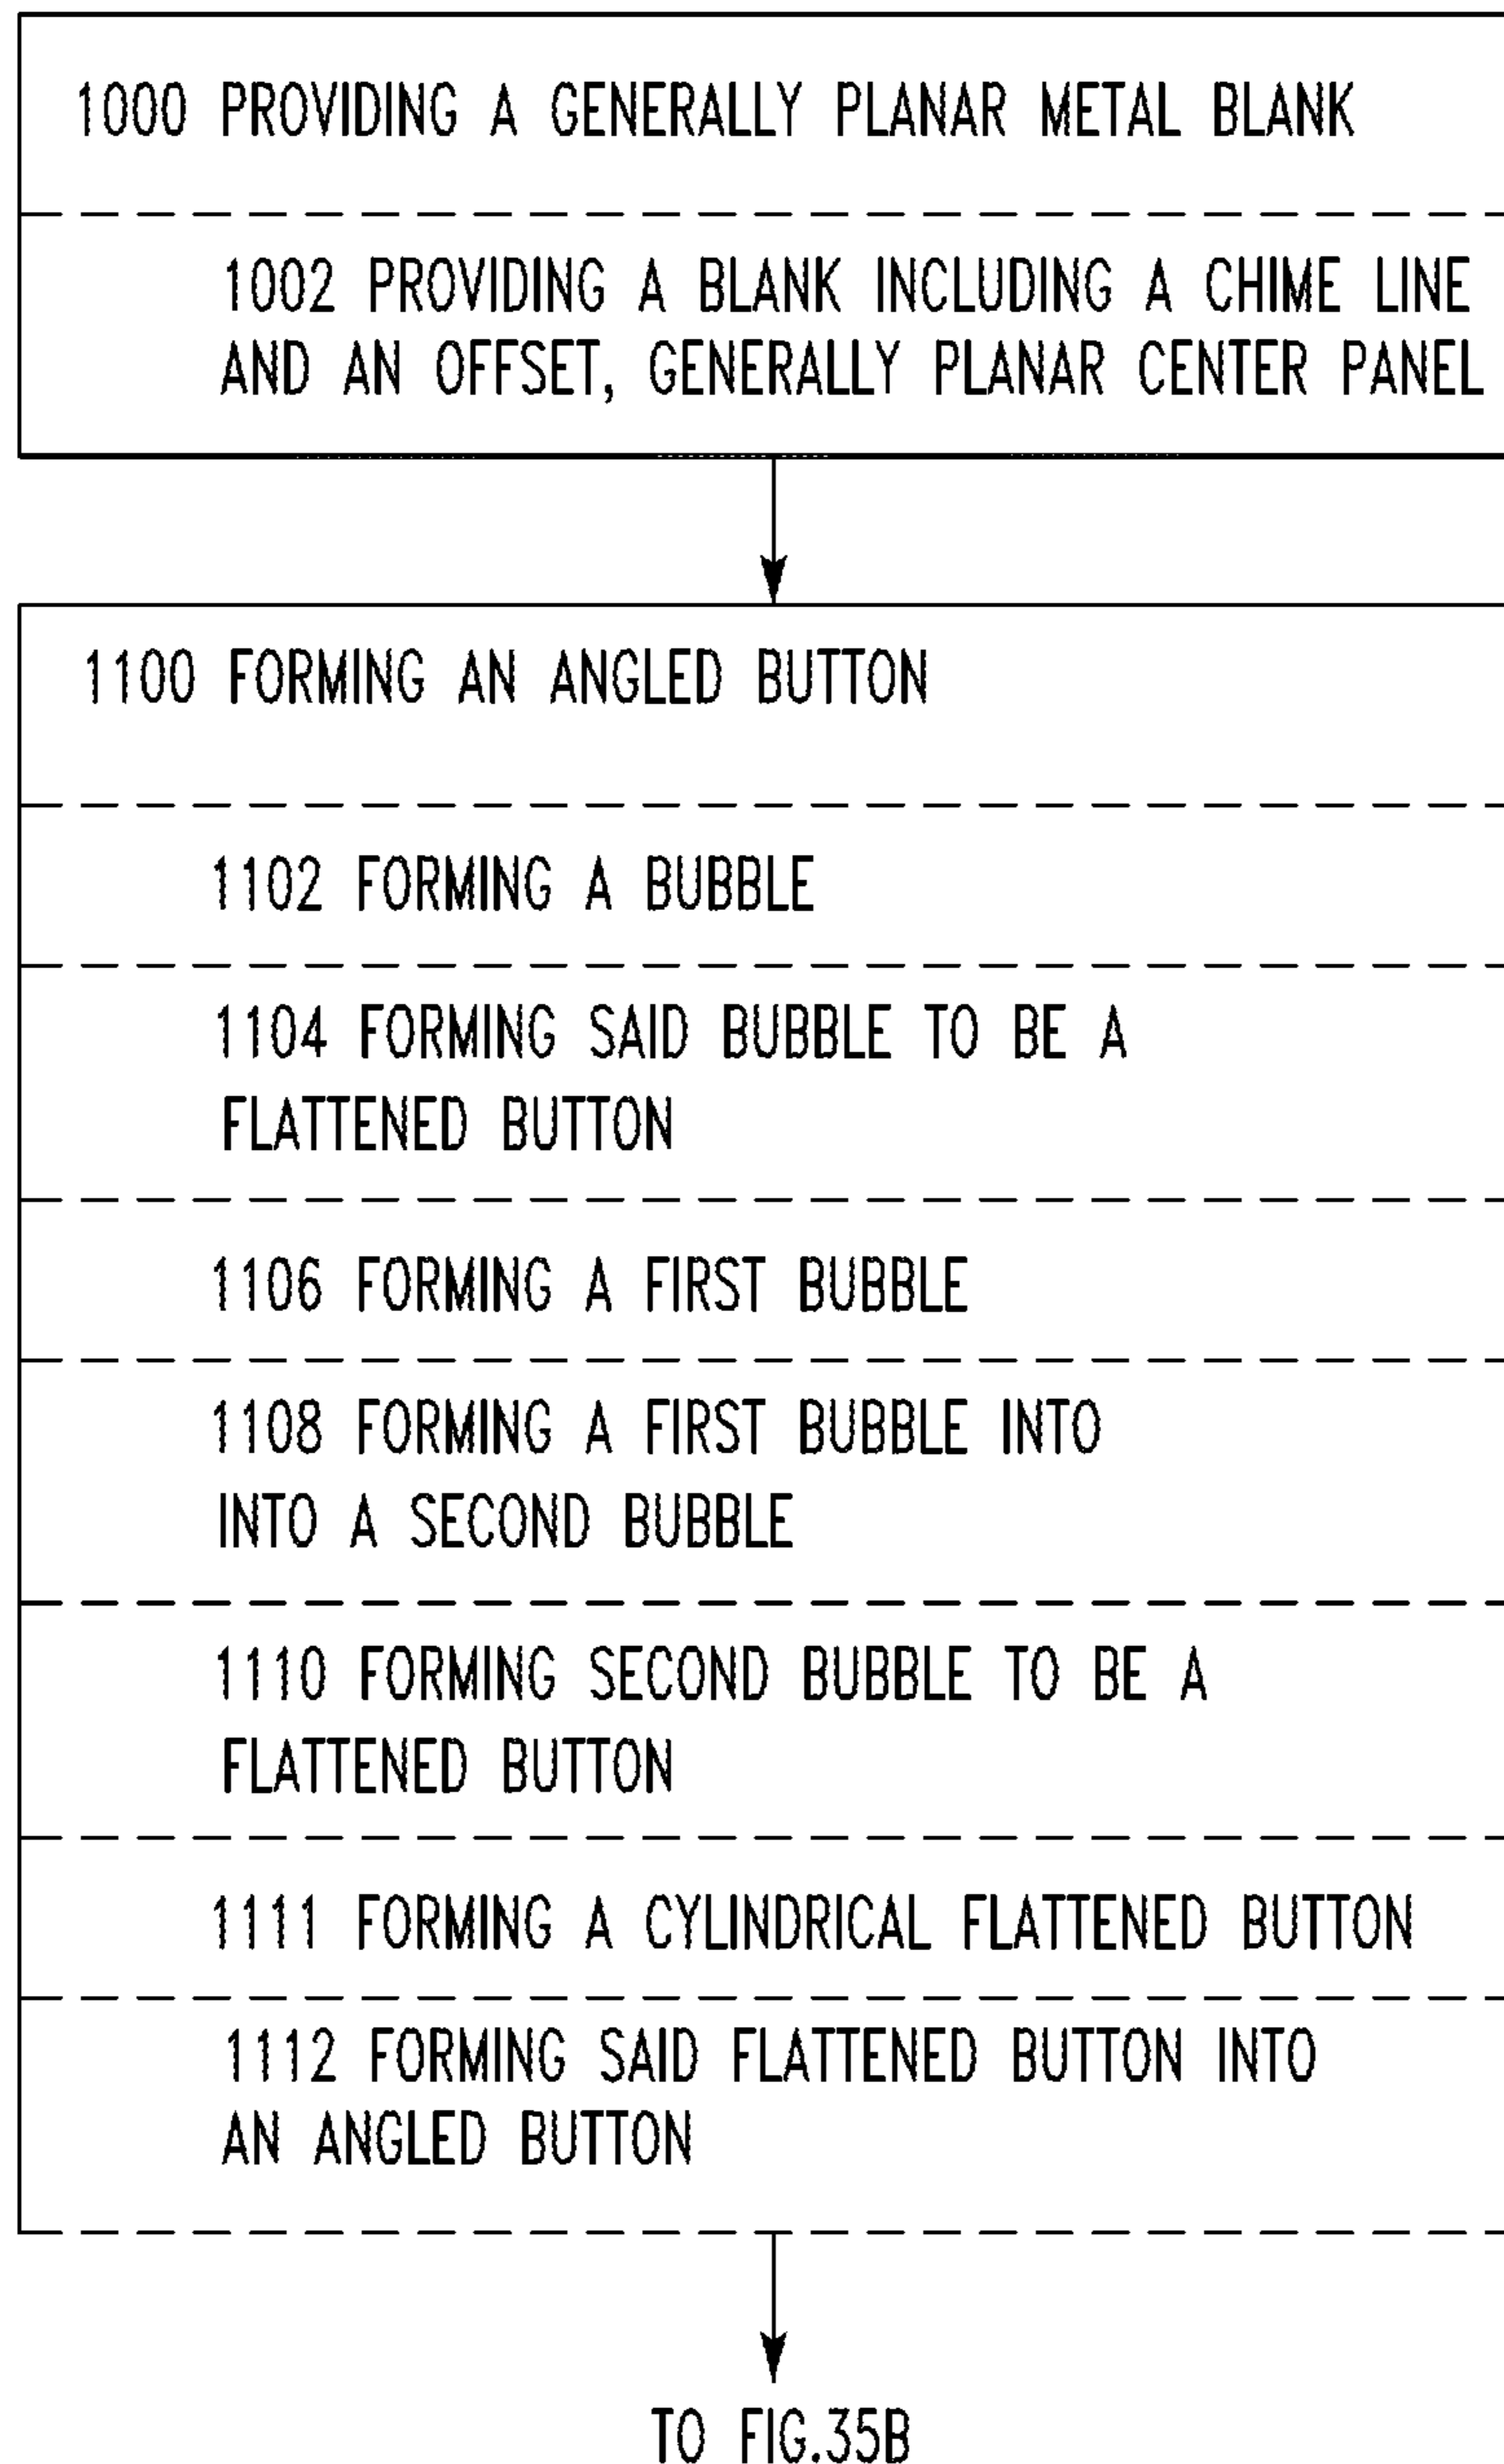 1000 PROVIDING A GENERALLY PLANAR METAL BLANK
1002 PROVIDING A BLANK INCLUDING A CHIME LINE
AND AN OFFSET, GENERALLY PLANAR CENTER PANEL
1100 FORMING AN ANGLED BUTTON
1102 FORMING A BUBBLE
1104 FORMING SAID BUBBLE TO BE A
FLATTENED BUTTON
1106 FORMING A FIRST BUBBLE
1108 FORMING A FIRST BUBBLE INTO
INTO A SECOND BUBBLE
1110 FORMING SECOND BUBBLE TO BE A
FLATTENED BUTTON
1111 FORMING A CYLINDRICAL FLATTENED BUTTON
1112 FORMING SAID FLATTENED BUTTON INTO
AN ANGLED BUTTON
TO FIG.35B